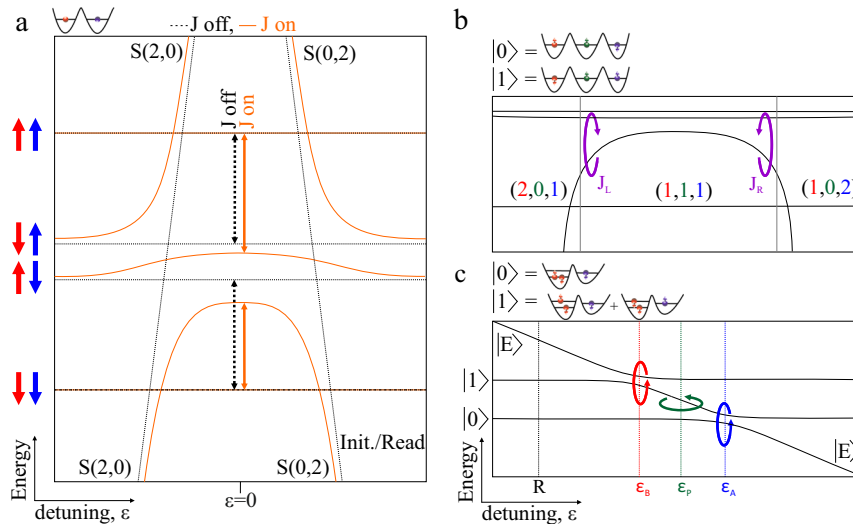 a
J off, J on
S(2,0)
S(0,2)
J off
J on
S(2,0)
S(0,2)
Init./Read
Energy
detuning, ε
ε=0
b
|0⟩ =
|1⟩ =
(2,0,1)
J_L
(1,1,1)
J_R
(1,0,2)
c
|0⟩ =
|1⟩ = +
|E⟩
|1⟩
|0⟩
|E⟩
Energy
R
ε_B
ε_P
ε_A
detuning, ε